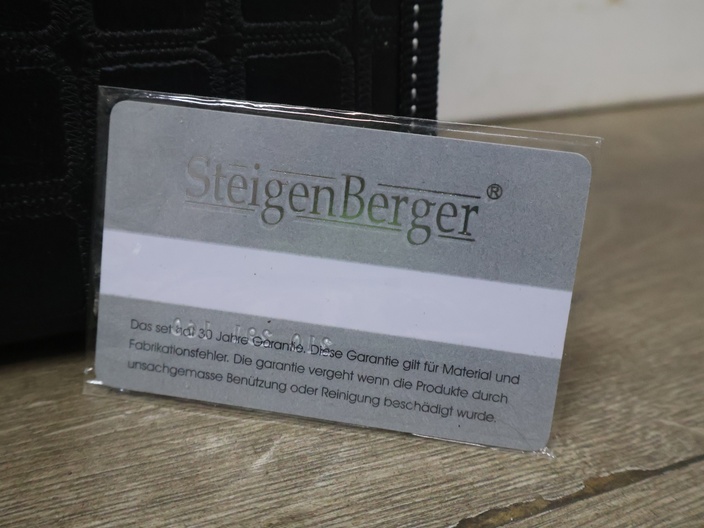 SteigenBerger®
Das set hat 30 Jahre Garantie. Diese Garantie gilt für Material und
Fabrikationsfehler. Die garantie vergeht wenn die Produkte durch
unsachgemasse Benützung oder Reinigung beschädigt wurde.